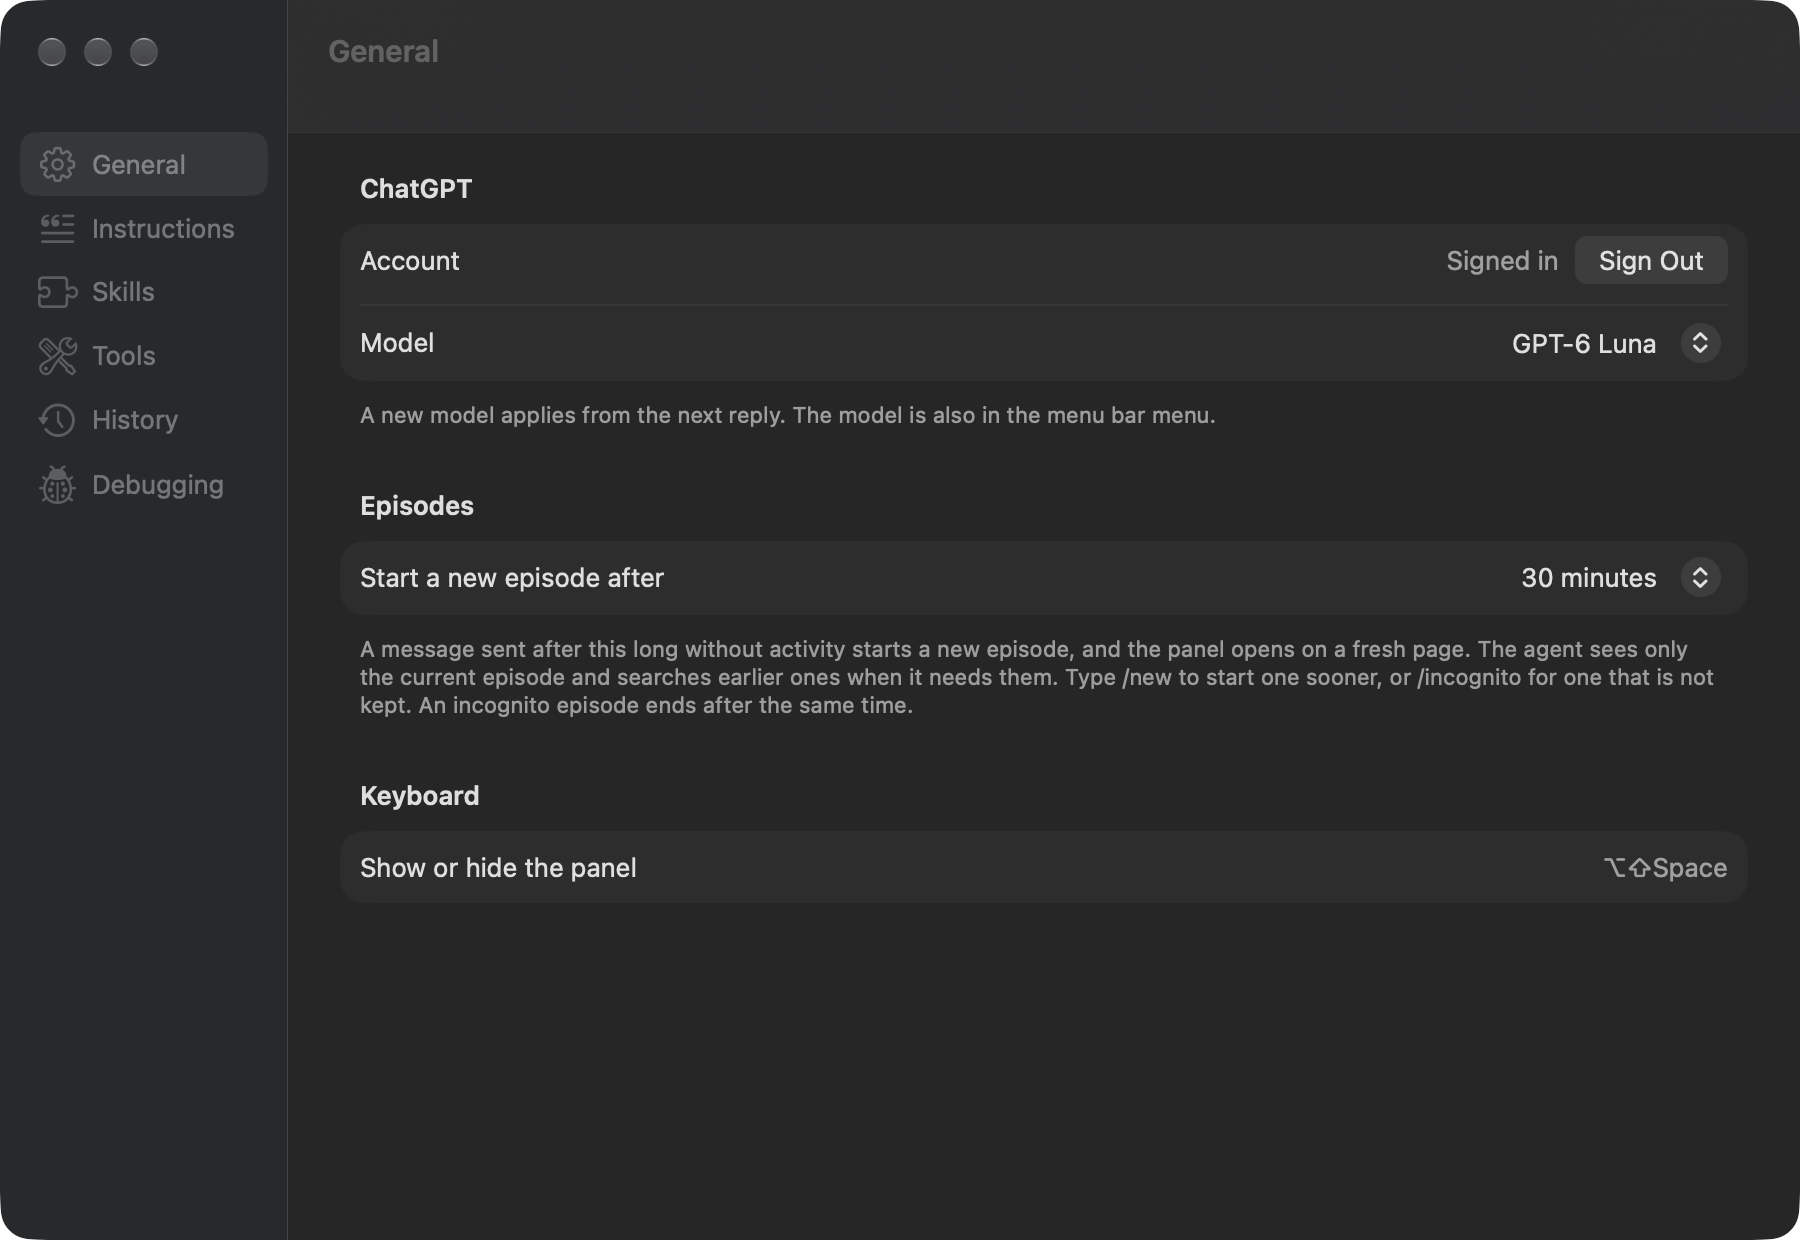 General
General
Instructions
Skills
Tools
History
Debugging
ChatGPT
Account
Signed in
Sign Out
Model
GPT-6 Luna
A new model applies from the next reply. The model is also in the menu bar menu.
Episodes
Start a new episode after
30 minutes
A message sent after this long without activity starts a new episode, and the panel opens on a fresh page. The agent sees only
the current episode and searches earlier ones when it needs them. Type /new to start one sooner, or /incognito for one that is not
kept. An incognito episode ends after the same time.
Keyboard
Show or hide the panel
⌥⇧Space